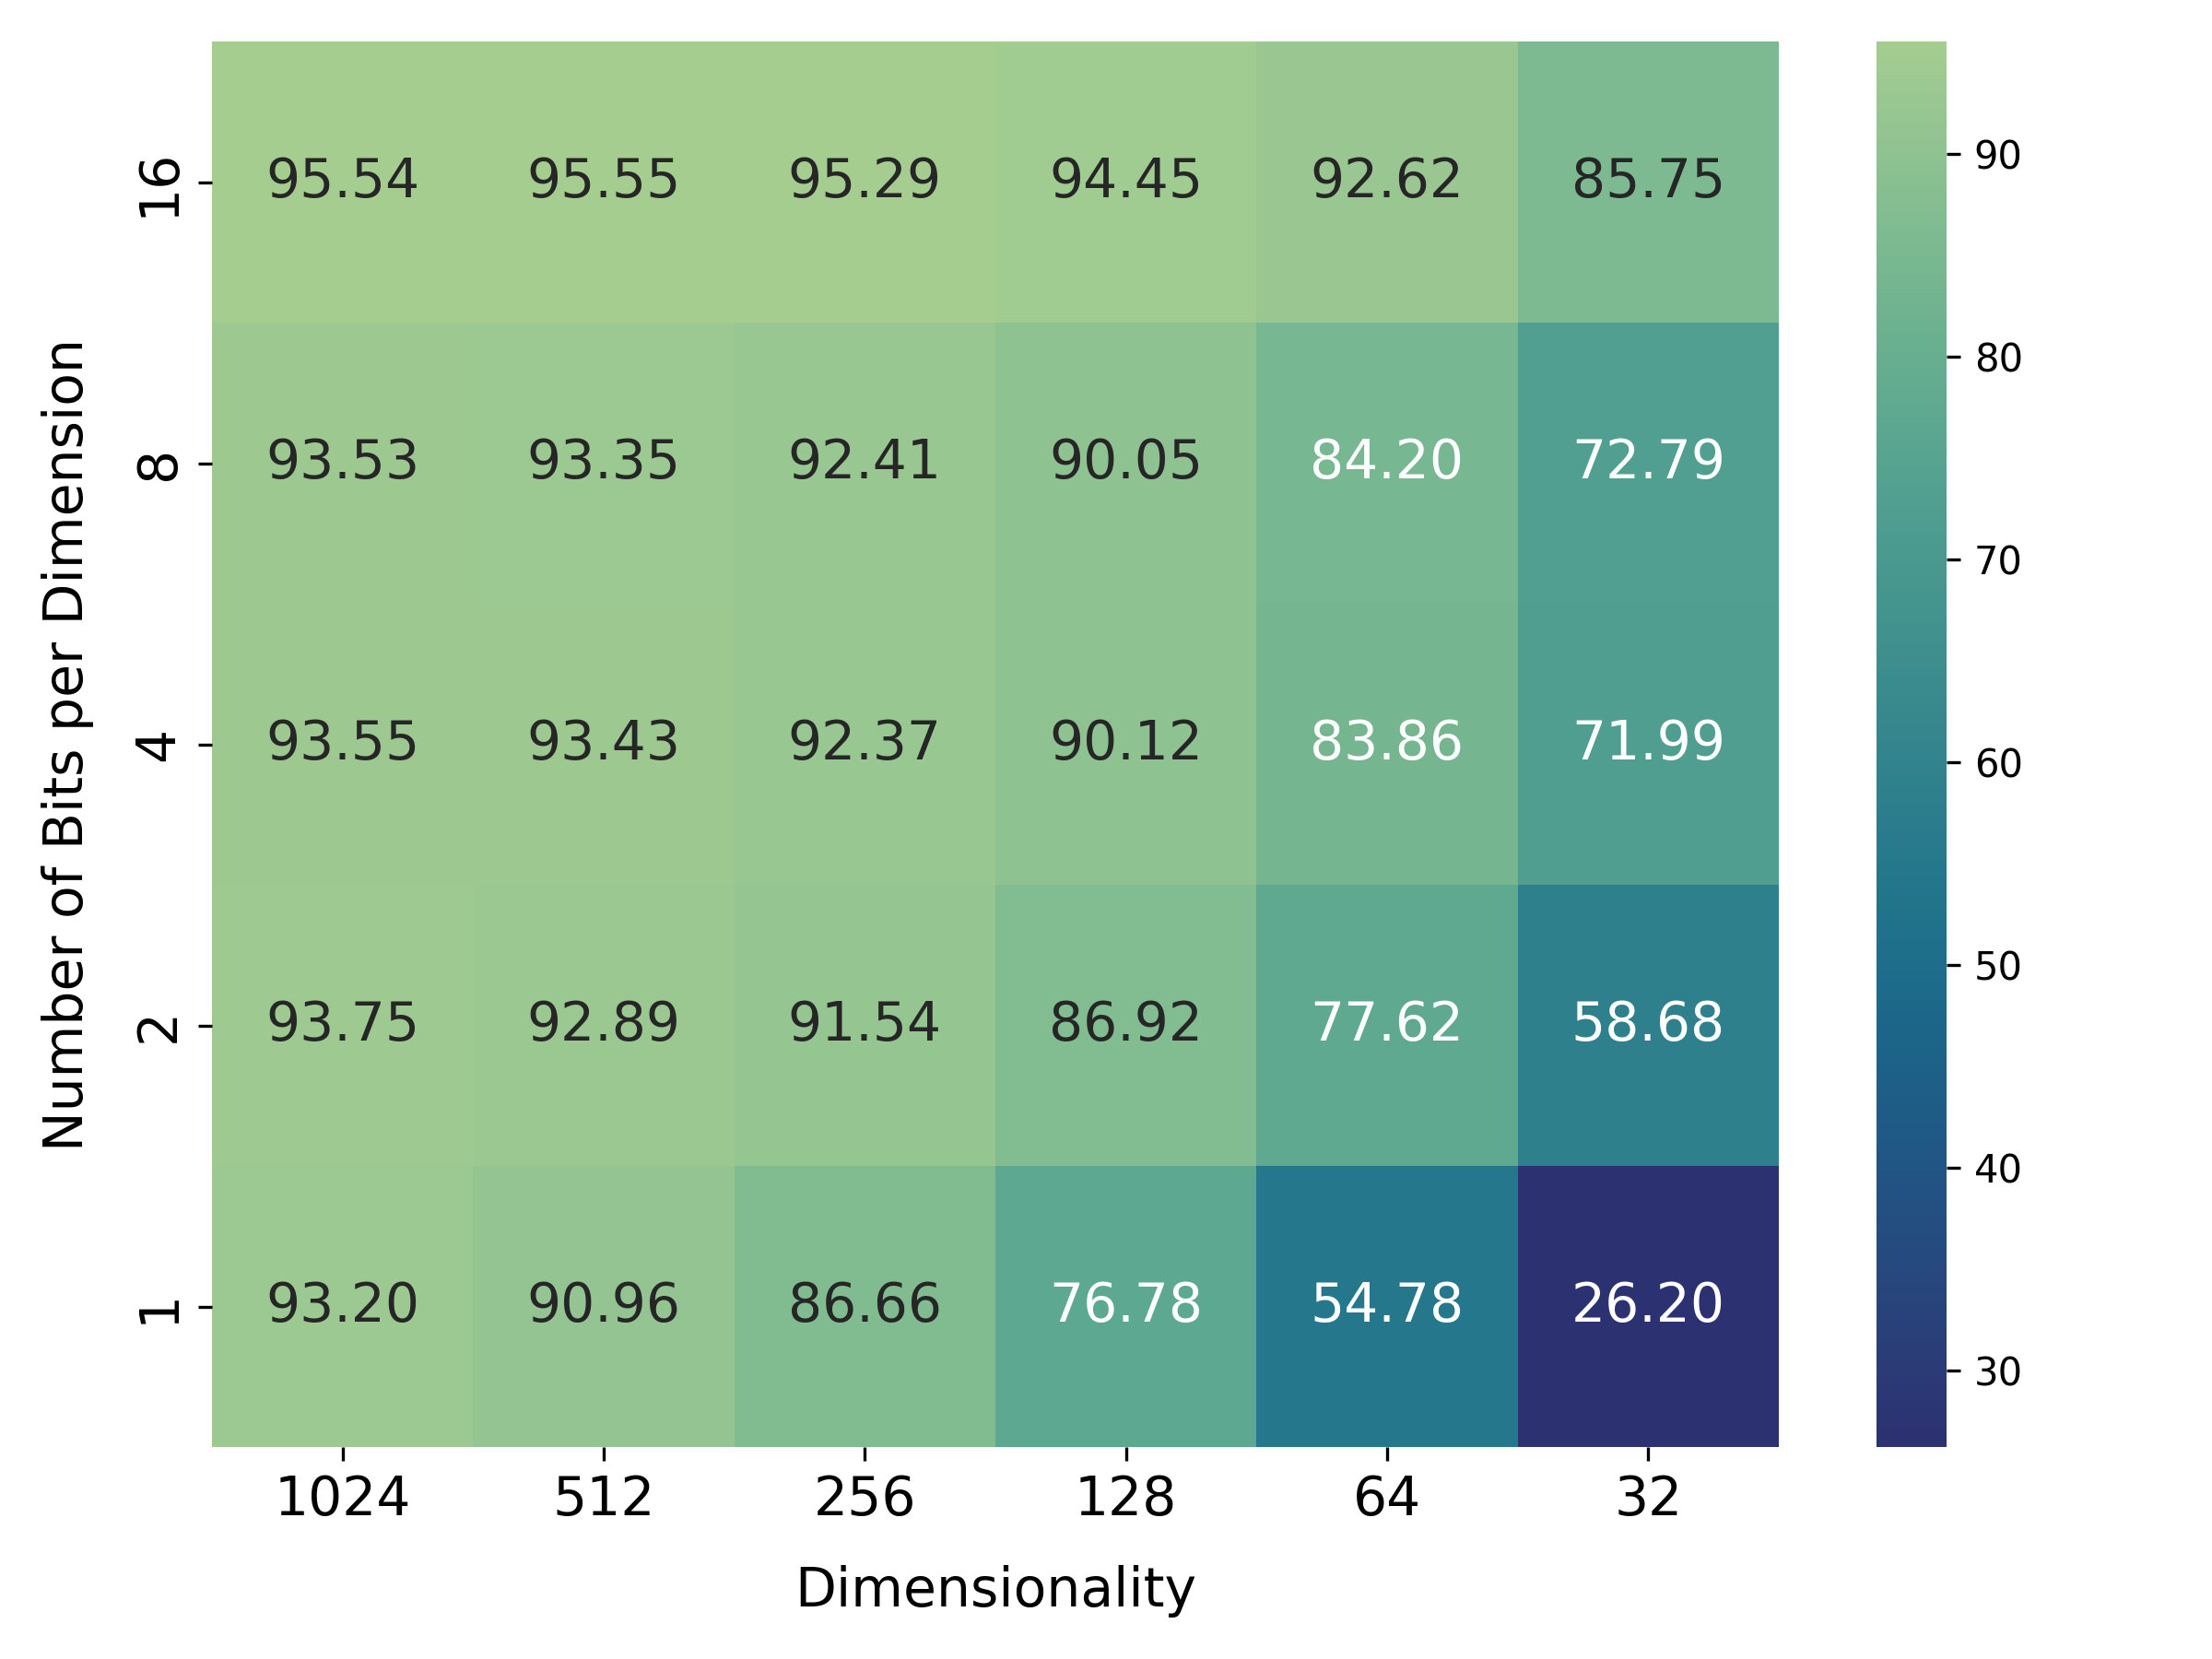 Number of Bits per Dimension
16
95.54 95.55 95.29 94.45 92.62 85.75
8
93.53 93.35 92.41 90.05 84.20 72.79
4
93.55 93.43 92.37 90.12 83.86 71.99
2
93.75 92.89 91.54 86.92 77.62 58.68
1
93.20 90.96 86.66 76.78 54.78 26.20
1024 512 256 128 64 32
Dimensionality
90
80
70
60
50
40
30